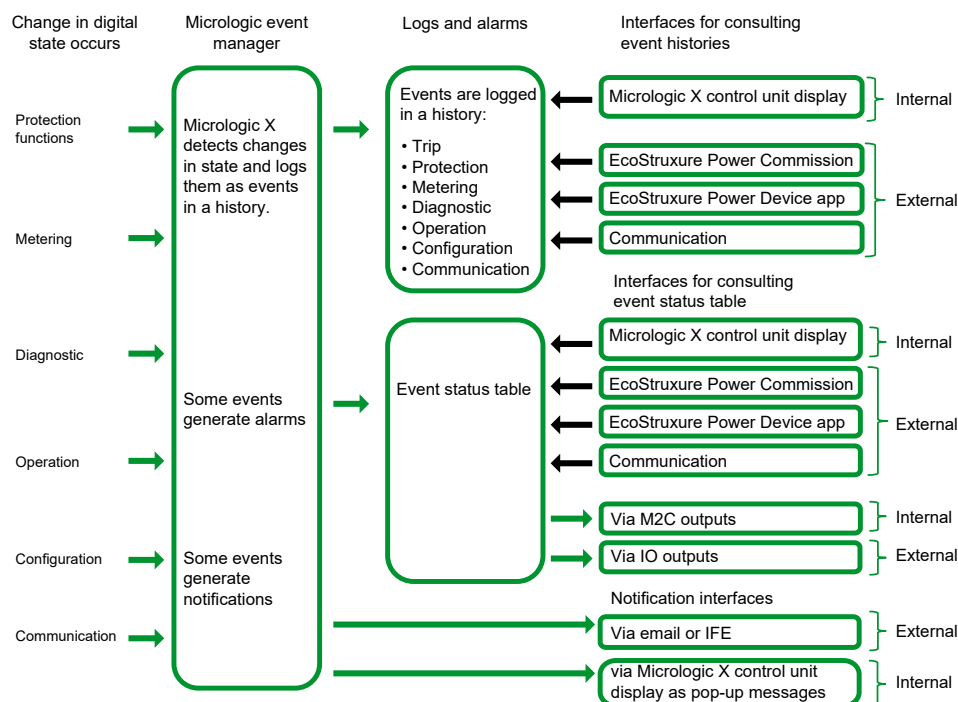 Change in digital
state occurs
Micrologic event
manager
Logs and alarms
Interfaces for consulting
event histories
Protection
functions
Metering
Diagnostic
Operation
Configuration
Communication
Micrologic X
detects changes
in state and logs
them as events
in a history.
Some events
generate alarms
Some events
generate
notifications
Events are logged
in a history:
• Trip
• Protection
• Metering
• Diagnostic
• Operation
• Configuration
• Communication
Event status table
Micrologic X control unit display
Internal
EcoStruxure Power Commission
EcoStruxure Power Device app
External
Communication
Interfaces for consulting
event status table
Micrologic X control unit display
Internal
EcoStruxure Power Commission
EcoStruxure Power Device app
External
Communication
Via M2C outputs
Internal
Via IO outputs
External
Notification interfaces
Via email or IFE
External
via Micrologic X control unit
display as pop-up messages
Internal